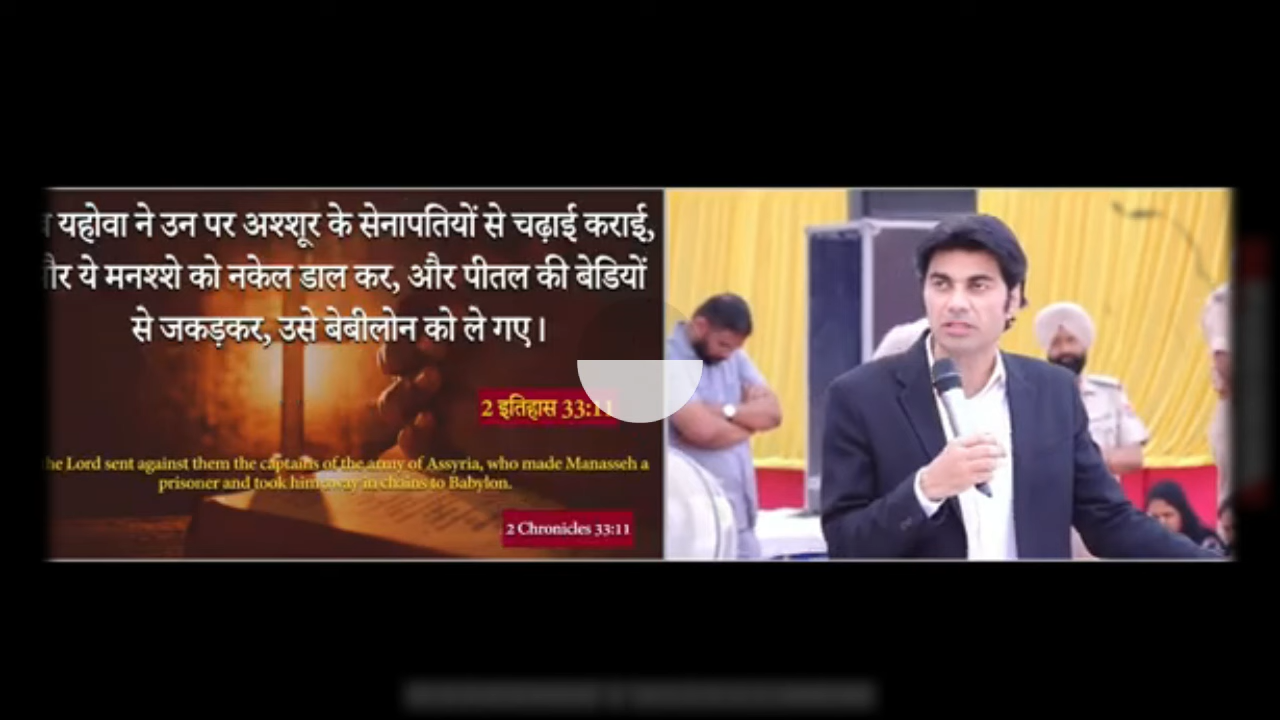 यहोवा ने उन पर अश्शूर के सेनापतियों से चढ़ाई कराई,
ये मनश्शे को नकेल डाल कर, और पीतल की बेडियों
से जकड़कर, उसे बेबीलोन को ले गए।
2 इतिहास 33:11
the Lord sent against them the captains of the army of Assyria, who made Manasseh a
prisoner and took him away in chains to Babylon.
2 Chronicles 33:11